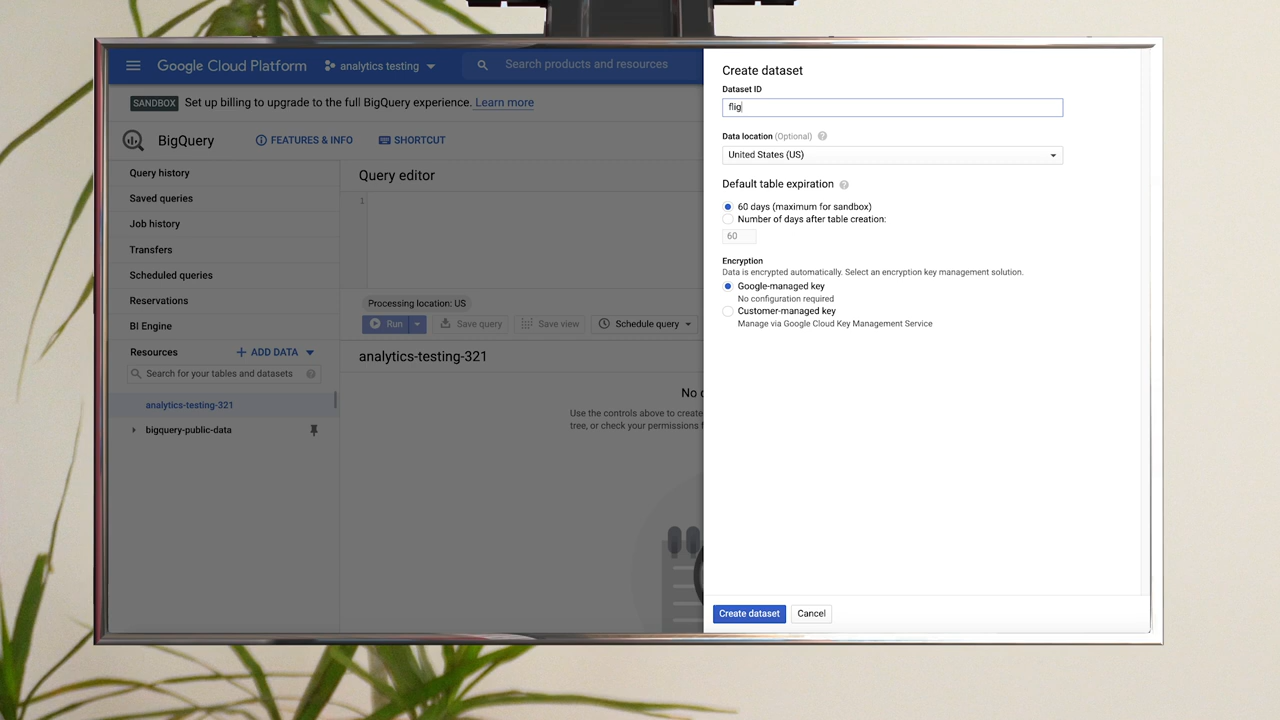 Google Cloud Platform
analytics testing
Search products and resources
SANDBOX Set up billing to upgrade to the full BigQuery experience. Learn more
BigQuery
FEATURES & INFO
SHORTCUT
Query history
Saved queries
Job history
Transfers
Scheduled queries
Reservations
BI Engine
Resources
ADD DATA
Search for your tables and datasets
analytics-testing-321
bigquery-public-data
Query editor
1
Processing location: US
Run
Save query
Save view
Schedule query
analytics-testing-321
No
Use the controls above to create
tree, or check your permissions
Create dataset
Dataset ID
flig
Data location (Optional)
United States (US)
Default table expiration
60 days (maximum for sandbox)
Number of days after table creation:
60
Encryption
Data is encrypted automatically. Select an encryption key management solution.
Google-managed key
No configuration required
Customer-managed key
Manage via Google Cloud Key Management Service
Create dataset
Cancel